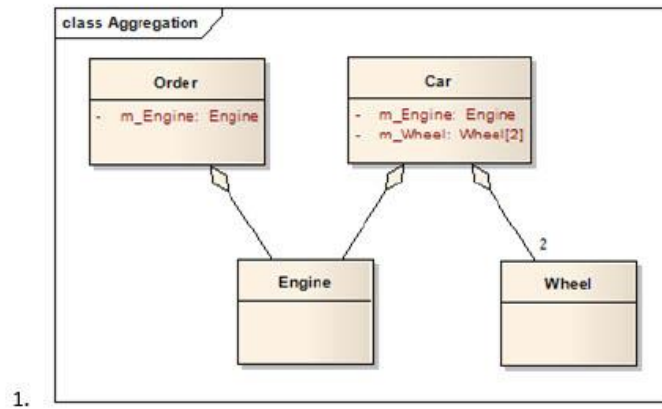 class Aggregation
Order
- m_Engine: Engine
Car
- m_Engine: Engine
- m_Wheel: Wheel[2]
2
Engine
Wheel
1.